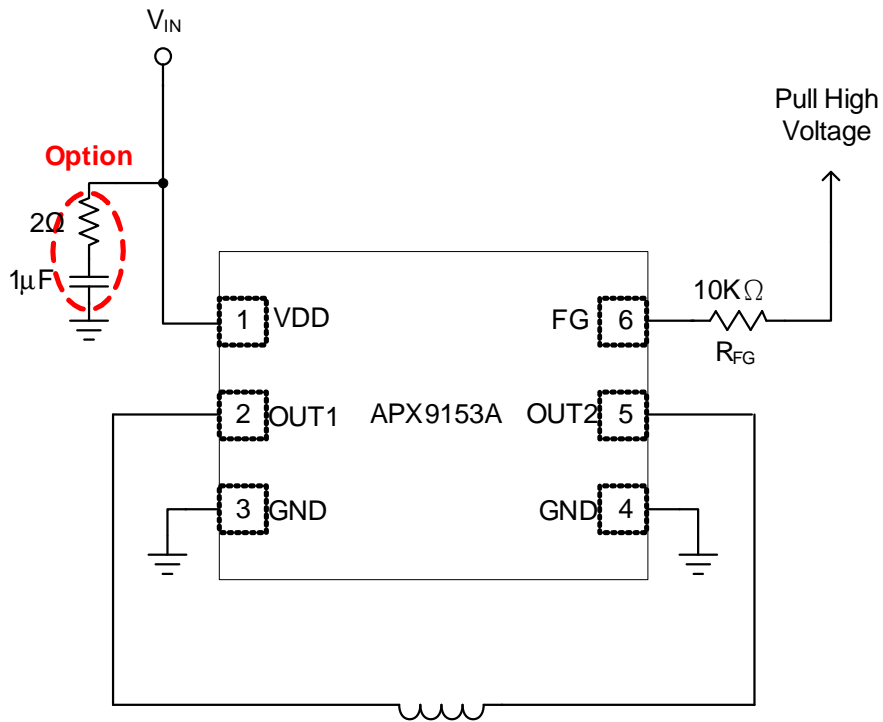 VIN
Pull High
Voltage
Option
2Ω
1μF
10KΩ
RFG
1 VDD
FG 6
2 OUT1
APX9153A
OUT2 5
3 GND
GND 4